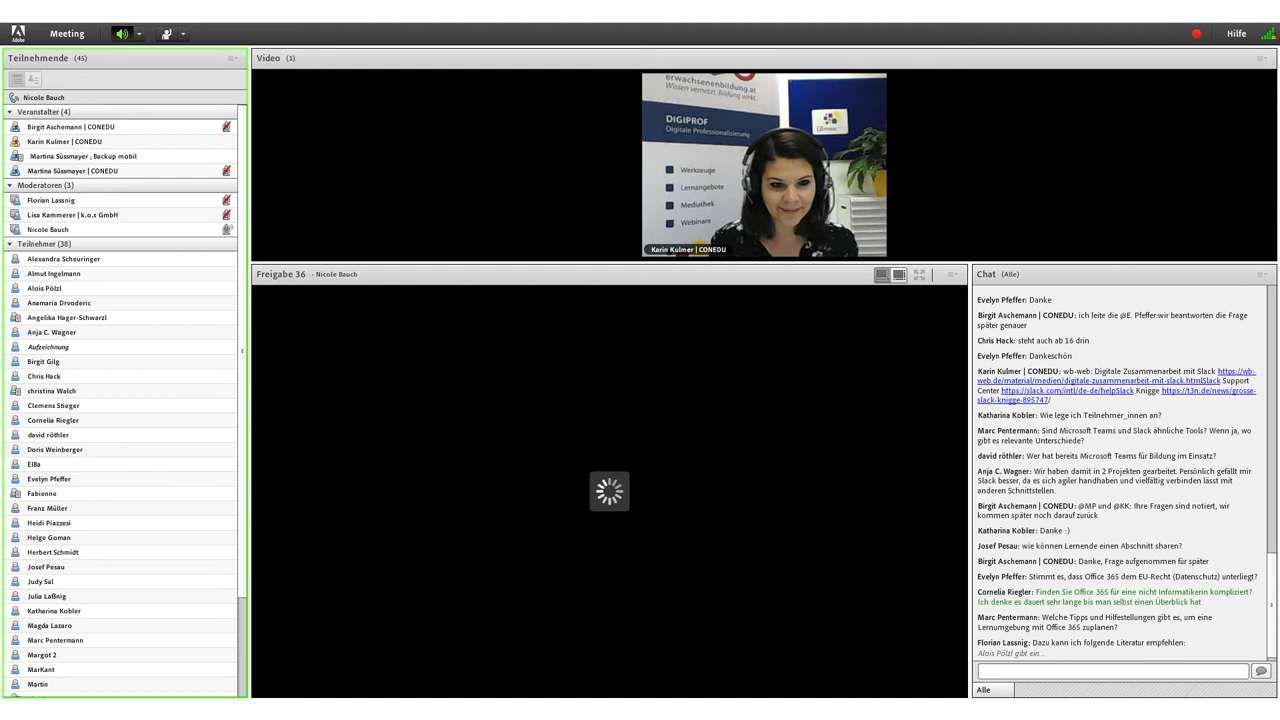 Adobe
Meeting
Hilfe
Teilnehmende (45)
Nicole Bauch
Veranstalter (4)
Birgit Aschemann | CONEDU
Karin Kulmer | CONEDU
Martina Süssmayer , Backup mobil
Martina Süssmayer | CONEDU
Moderatoren (3)
Florian Lassnig
Lisa Kammerer | k.o.s GmbH
Nicole Bauch
Teilnehmer (38)
Alexandra Scheuringer
Almut Ingelmann
Alois Pölzl
Anamaria Drvoderic
Angelika Hager-Schwarzl
Anja C. Wagner
Aufzeichnung
Birgit Gilg
Chris Hack
christina Walch
Clemens Stieger
Cornelia Riegler
david röthler
Doris Weinberger
ElBa
Evelyn Pfeffer
Fabienne
Franz Müller
Heidi Piazzesi
Helge Goman
Herbert Schmidt
Josef Pesau
Judy Sal
Julia Laßnig
Katharina Kobler
Magda Lazaro
Marc Pentermann
Margot 2
MarKant
Martin
Video (1)
erwachsenenbildung.at
Wissen vernetzt. Bildung wirkt.
DIGIPROF
Digitale Professionalisierung
Werkzeuge
Lernangebote
Mediathek
Webinare
Karin Kulmer | CONEDU
Freigabe 36 - Nicole Bauch
Chat (Alle)
Evelyn Pfeffer: Danke
Birgit Aschemann | CONEDU: ich leite die @E. Pfeffer:wir beantworten die Frage
später genauer
Chris Hack: steht auch ab 16 drin
Evelyn Pfeffer: Dankeschön
Karin Kulmer | CONEDU: wb-web: Digitale Zusammenarbeit mit Slack https://wb-
web.de/material/medien/digitale-zusammenarbeit-mit-slack.htmlSlack Support
Center https://slack.com/intl/de-de/helpSlack Knigge https://t3n.de/news/grosse-
slack-knigge-895747/
Katharina Kobler: Wie lege ich Teilnehmer_innen an?
Marc Pentermann: Sind Microsoft Teams und Slack ähnliche Tools? Wenn ja, wo
gibt es relevante Unterschiede?
david röthler: Wer hat bereits Microsoft Teams für Bildung im Einsatz?
Anja C. Wagner: Wir haben damit in 2 Projekten gearbeitet. Persönlich gefällt mir
Slack besser, da es sich agiler handhaben und vielfältig verbinden lässt mit
anderen Schnittstellen.
Birgit Aschemann | CONEDU: @MP und @KK: Ihre Fragen sind notiert, wir
kommen später noch darauf zurück
Katharina Kobler: Danke :)
Josef Pesau: wie können Lernende einen Abschnitt sharen?
Birgit Aschemann | CONEDU: Danke, Frage aufgenommen für später
Evelyn Pfeffer: Stimmt es, dass Office 365 dem EU-Recht (Datenschutz) unterliegt?
Cornelia Riegler: Finden Sie Office 365 für eine nicht Informatikerin kompliziert?
Ich denke es dauert sehr lange bis man selbst einen Überblick hat
Marc Pentermann: Welche Tipps und Hilfestellungen gibt es, um eine
Lernumgebung mit Office 365 zuplanen?
Florian Lassnig: Dazu kann ich folgende Literatur empfehlen:
Alois Pölzl gibt ein...
Alle